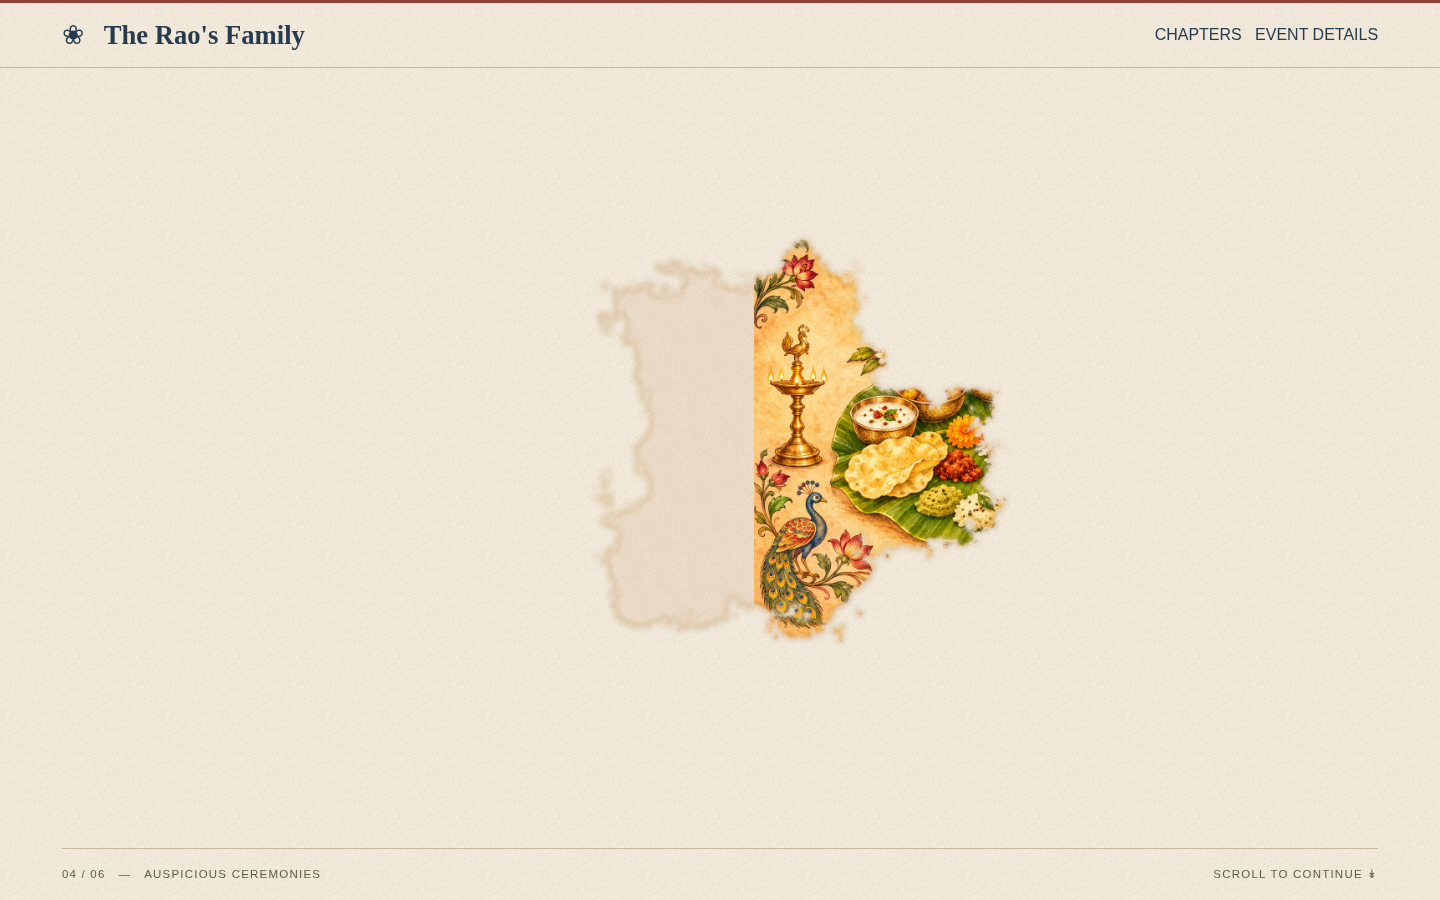 ❀ The Rao's Family
CHAPTERS EVENT DETAILS
04 / 06 — AUSPICIOUS CEREMONIES
SCROLL TO CONTINUE ↡